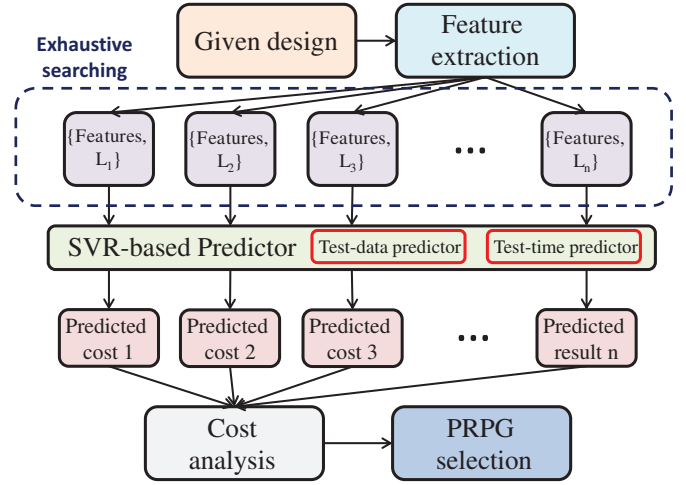 Given design
Feature
extraction
Exhaustive
searching
{Features,
L₁}
{Features,
L₂}
{Features,
L₃}
...
{Features,
Lₙ}
SVR-based Predictor
Test-data predictor
Test-time predictor
Predicted
cost 1
Predicted
cost 2
Predicted
cost 3
...
Predicted
result n
Cost
analysis
PRPG
selection